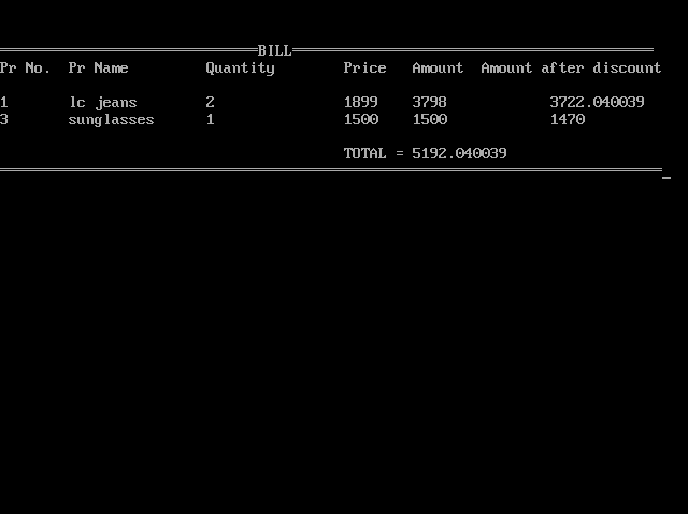 BILL
Pr No. Pr Name Quantity Price Amount Amount after discount
1 lc jeans 2 1899 3798 3722.040039
3 sunglasses 1 1500 1500 1470
TOTAL = 5192.040039